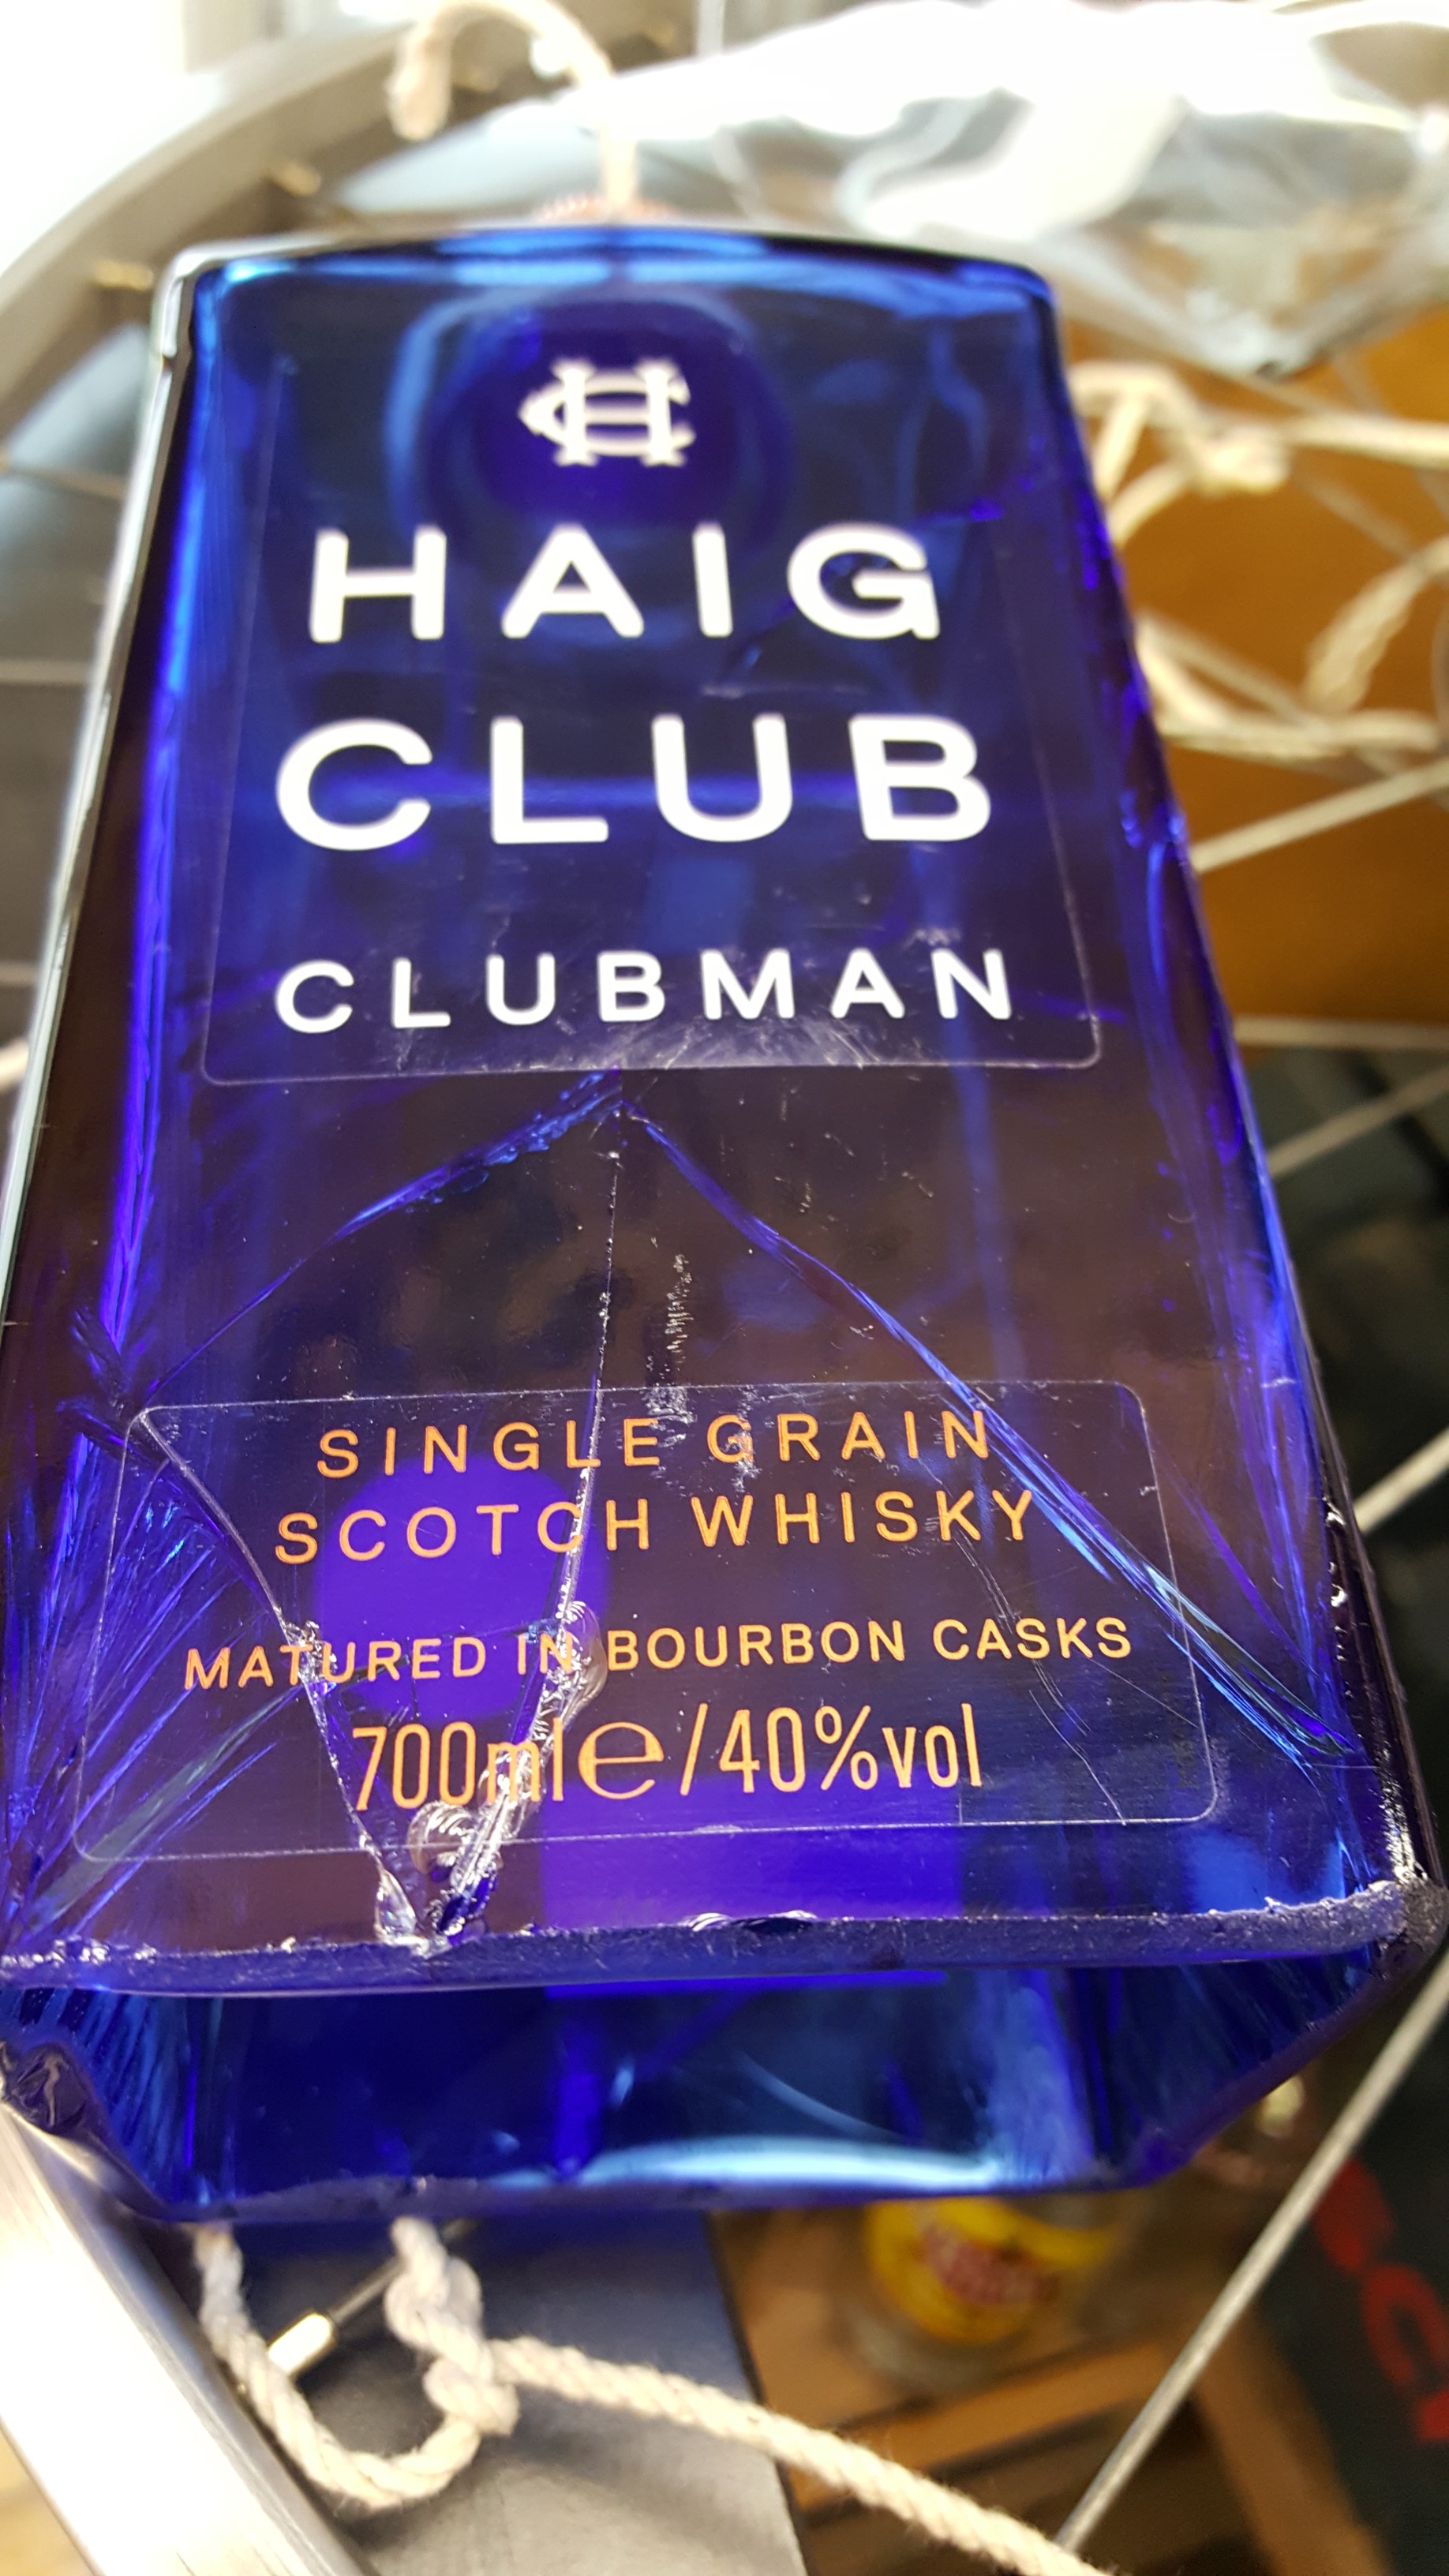 HAIG
CLUB
CLUBMAN
SINGLE GRAIN
SCOTCH WHISKY
MATURED IN BOURBON CASKS
700ml℮/40%vol